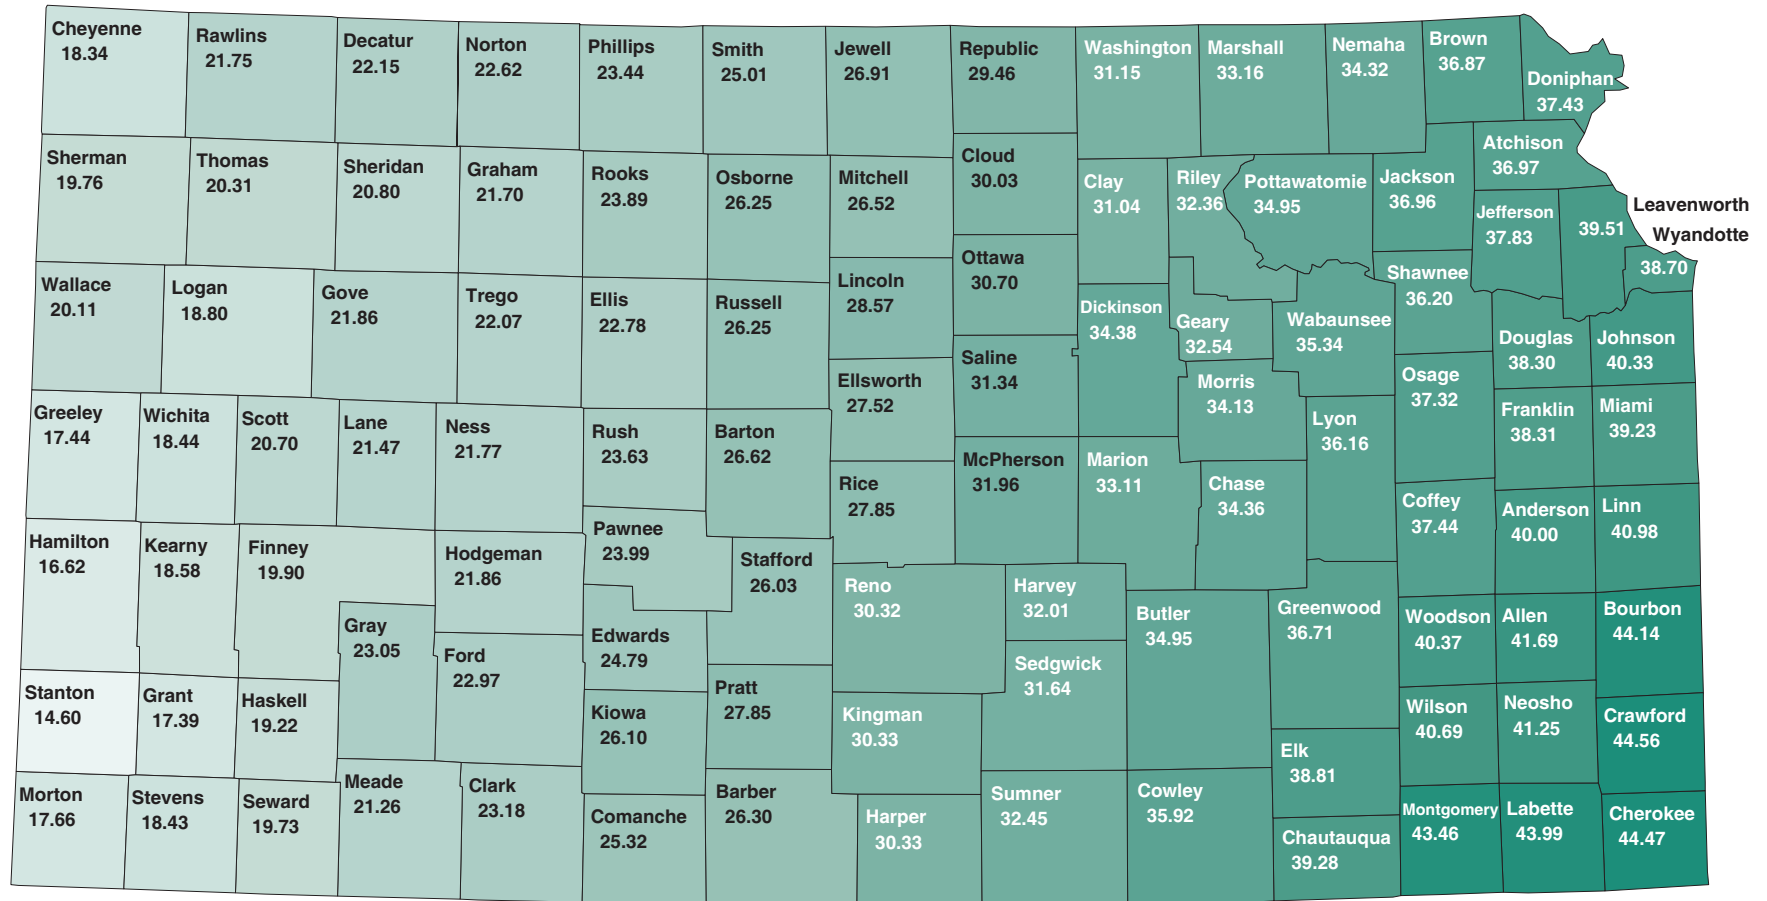 Cheyenne
18.34
Rawlins
21.75
Decatur
22.15
Norton
22.62
Phillips
23.44
Smith
25.01
Jewell
26.91
Republic
29.46
Washington
31.15
Marshall
33.16
Nemaha
34.32
Brown
36.87
Doniphan
37.43
Sherman
19.76
Thomas
20.31
Sheridan
20.80
Graham
21.70
Rooks
23.89
Osborne
26.25
Mitchell
26.52
Cloud
30.03
Clay
31.04
Riley
32.36
Pottawatomie
34.95
Jackson
36.96
Atchison
36.97
Jefferson
37.83
Leavenworth
39.51
Wyandotte
38.70
Wallace
20.11
Logan
18.80
Gove
21.86
Trego
22.07
Ellis
22.78
Russell
26.25
Lincoln
28.57
Ottawa
30.70
Dickinson
34.38
Geary
32.54
Wabaunsee
35.34
Shawnee
36.20
Douglas
38.30
Johnson
40.33
Ellsworth
27.52
Saline
31.34
Morris
34.13
Osage
37.32
Franklin
38.31
Miami
39.23
Greeley
17.44
Wichita
18.44
Scott
20.70
Lane
21.47
Ness
21.77
Rush
23.63
Barton
26.62
Rice
27.85
McPherson
31.96
Marion
33.11
Chase
34.36
Lyon
36.16
Coffey
37.44
Anderson
40.00
Linn
40.98
Hamilton
16.62
Kearny
18.58
Finney
19.90
Hodgeman
21.86
Pawnee
23.99
Stafford
26.03
Reno
30.32
Harvey
32.01
Butler
34.95
Greenwood
36.71
Woodson
40.37
Allen
41.69
Bourbon
44.14
Gray
23.05
Ford
22.97
Edwards
24.79
Sedgwick
31.64
Stanton
14.60
Grant
17.39
Haskell
19.22
Kiowa
26.10
Pratt
27.85
Kingman
30.33
Elk
38.81
Wilson
40.69
Neosho
41.25
Crawford
44.56
Morton
17.66
Stevens
18.43
Seward
19.73
Meade
21.26
Clark
23.18
Comanche
25.32
Barber
26.30
Harper
30.33
Sumner
32.45
Cowley
35.92
Chautauqua
39.28
Montgomery
43.46
Labette
43.99
Cherokee
44.47